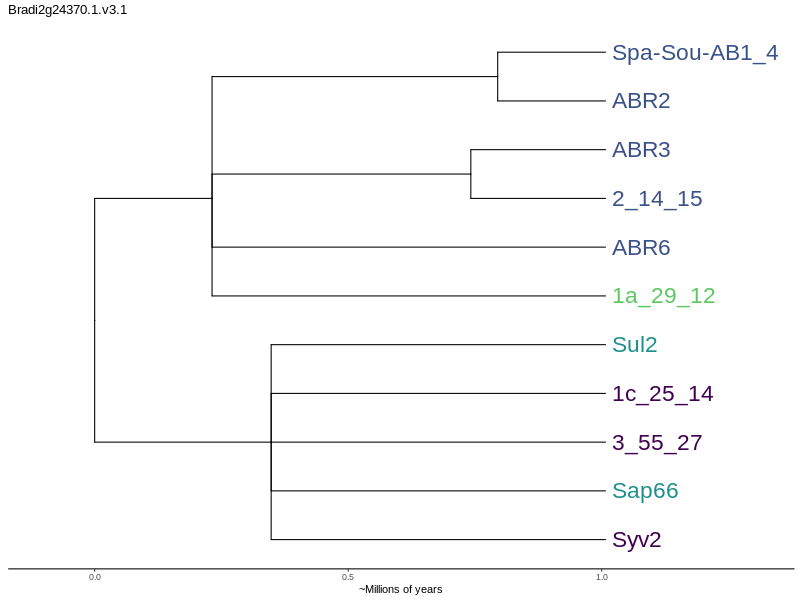 Bradi2g24370.1.v3.1
Spa-Sou-AB1_4
ABR2
ABR3
2_14_15
ABR6
1a_29_12
Sul2
1c_25_14
3_55_27
Sap66
Syv2
0.0 0.5 1.0
~Millions of years